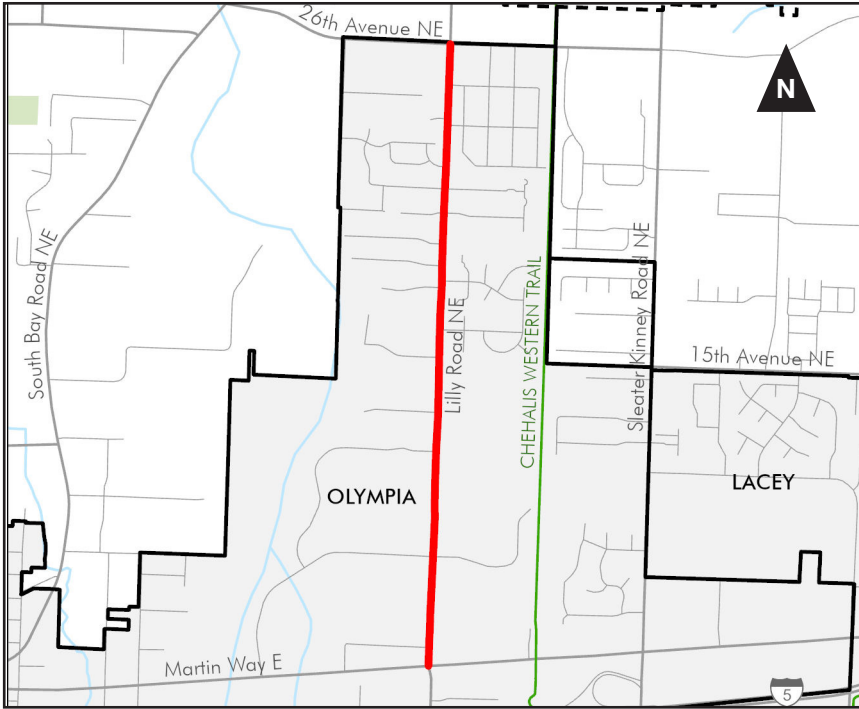 26th Avenue NE
N
South Bay Road NE
Lilly Road NE
CHEHALIS WESTERN TRAIL
Sleater Kinney Road NE
15th Avenue NE
OLYMPIA
LACEY
Martin Way E
5